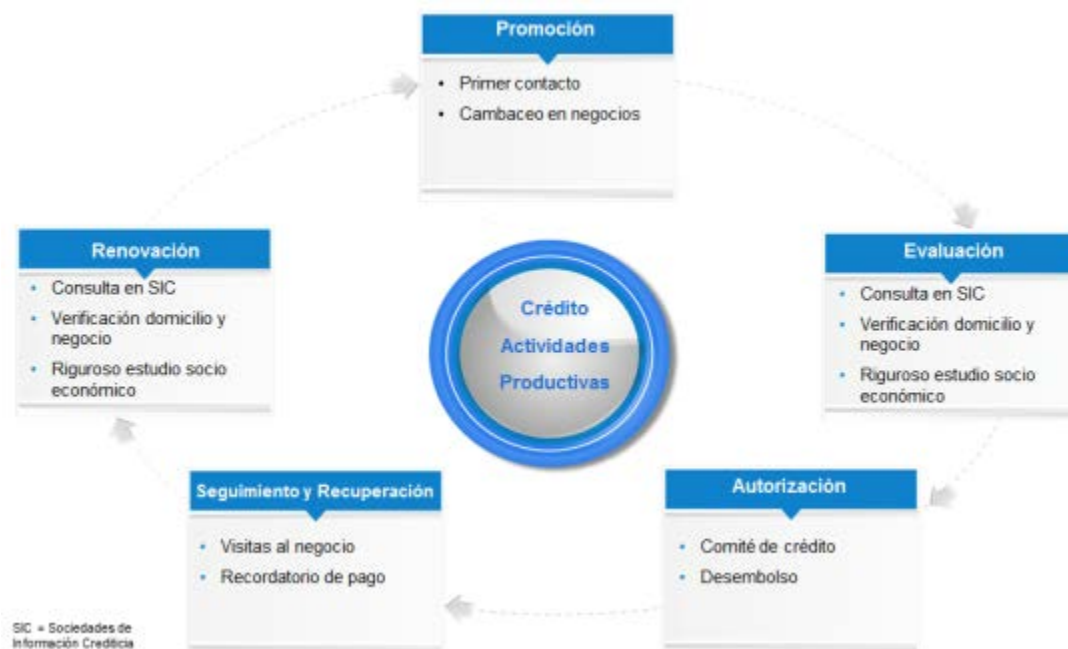 Promoción
• Primer contacto
• Cambaceo en negocios
Renovación
• Consulta en SIC
• Verificación domicilio y
negocio
• Riguroso estudio socio
económico
Crédito
Actividades
Productivas
Evaluación
• Consulta en SIC
• Verificación domicilio y
negocio
• Riguroso estudio socio
económico
Seguimiento y Recuperación
• Visitas al negocio
• Recordatorio de pago
Autorización
• Comité de crédito
• Desembolso
SIC = Sociedades de
Información Crediticia